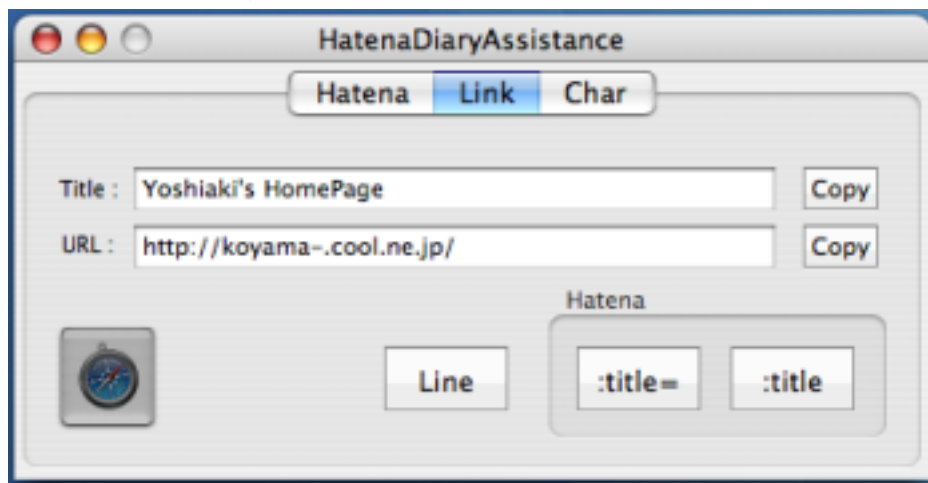 HatenaDiaryAssistance
Hatena Link Char
Title : Yoshiaki's HomePage Copy
URL : http://koyama-.cool.ne.jp/ Copy
Hatena
Line :title= :title